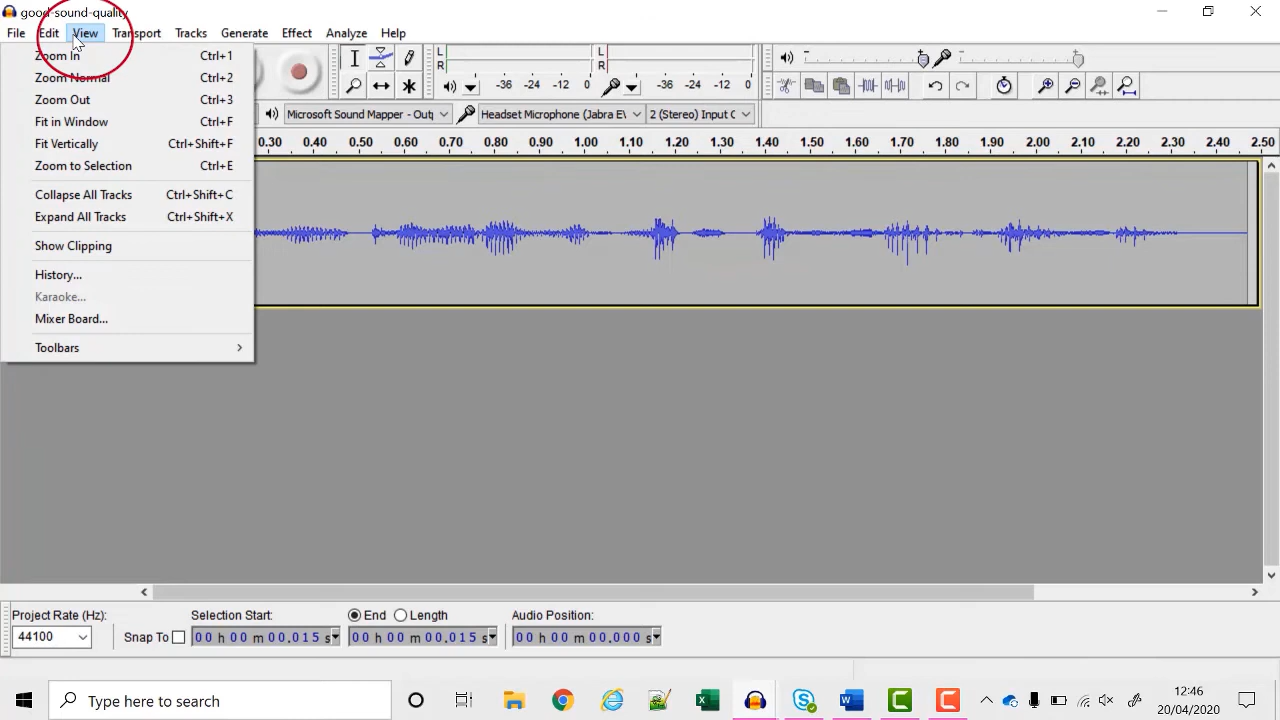 good-sound-quality
File Edit View Transport Tracks Generate Effect Analyze Help
Zoom In Ctrl+1
Zoom Normal Ctrl+2
Zoom Out Ctrl+3
Fit in Window Ctrl+F
Fit Vertically Ctrl+Shift+F
Zoom to Selection Ctrl+E
Collapse All Tracks Ctrl+Shift+C
Expand All Tracks Ctrl+Shift+X
Show Clipping
History...
Karaoke...
Mixer Board...
Toolbars
L
R
-36 -24 -12 0
L
R
-36 -24 -12 0
- +
- +
Microsoft Sound Mapper - Outp
Headset Microphone (Jabra EV
2 (Stereo) Input C
0.30 0.40 0.50 0.60 0.70 0.80 0.90 1.00 1.10 1.20 1.30 1.40 1.50 1.60 1.70 1.80 1.90 2.00 2.10 2.20 2.30 2.40 2.50
Project Rate (Hz): Selection Start: End Length Audio Position:
44100 Snap To 00 h 00 m 00.015 s 00 h 00 m 00.015 s 00 h 00 m 00.000 s
Type here to search
12:46
20/04/2020